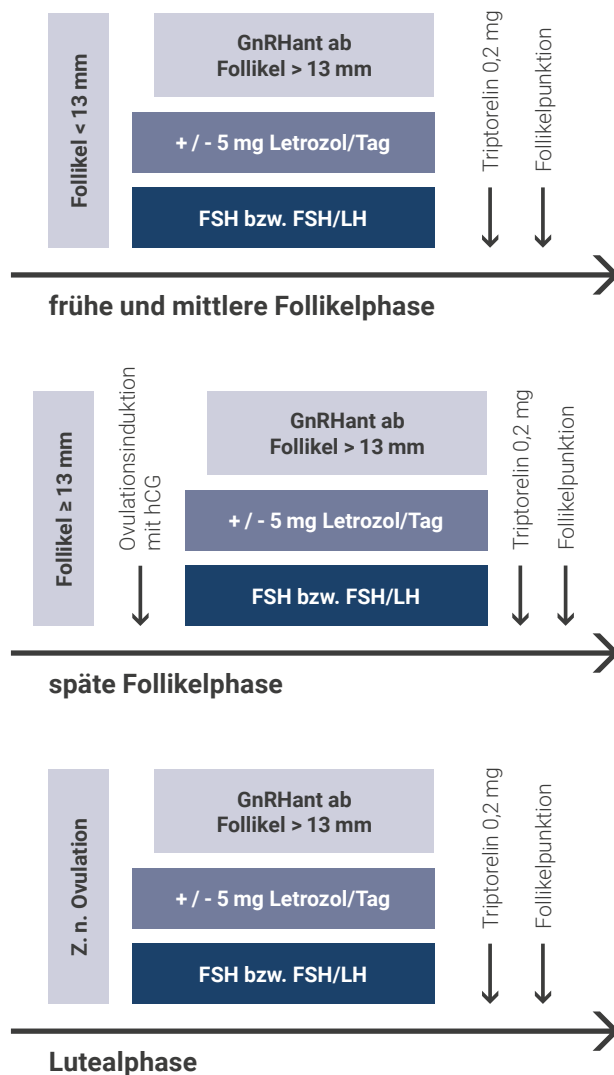 Follikel < 13 mm
GnRHant ab
Follikel > 13 mm
+ / - 5 mg Letrozol/Tag
FSH bzw. FSH/LH
Triptorelin 0,2 mg
Follikelpunktion
frühe und mittlere Follikelphase
Follikel ≥ 13 mm
Ovulationsinduktion
mit hCG
GnRHant ab
Follikel > 13 mm
+ / - 5 mg Letrozol/Tag
FSH bzw. FSH/LH
Triptorelin 0,2 mg
Follikelpunktion
späte Follikelphase
Z. n. Ovulation
GnRHant ab
Follikel > 13 mm
+ / - 5 mg Letrozol/Tag
FSH bzw. FSH/LH
Triptorelin 0,2 mg
Follikelpunktion
Lutealphase